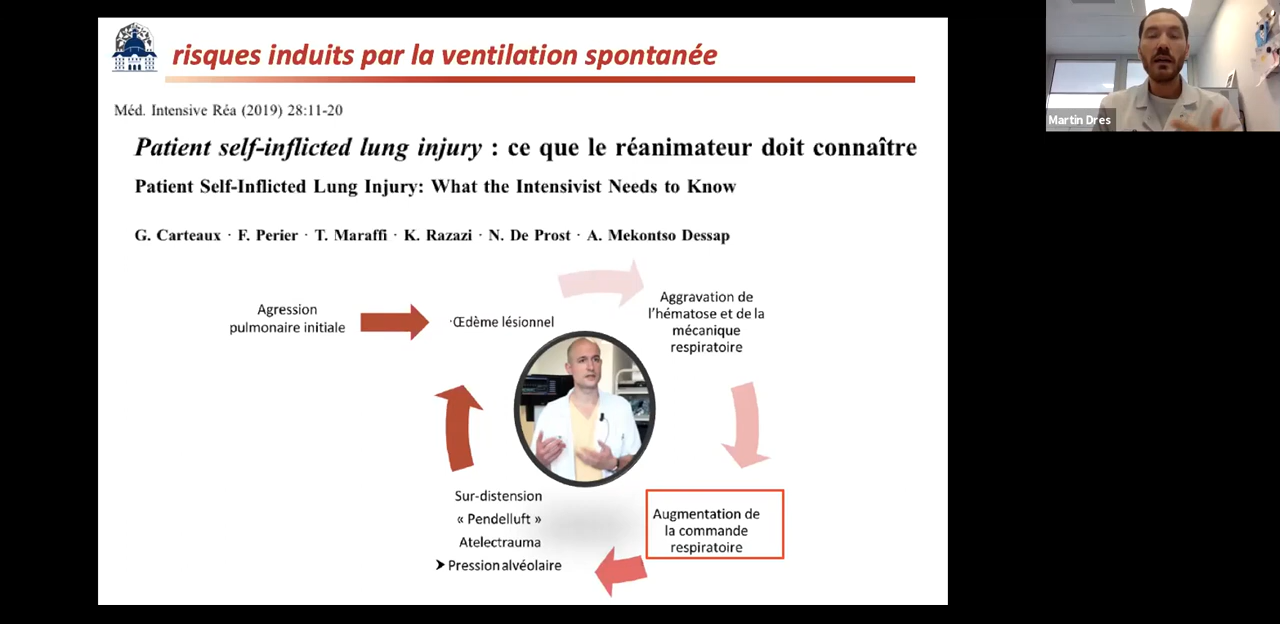 risques induits par la ventilation spontanée
Martin Dres
Méd. Intensive Réa (2019) 28:11-20
Patient self-inflicted lung injury : ce que le réanimateur doit connaître
Patient Self-Inflicted Lung Injury: What the Intensivist Needs to Know
G. Carteaux · F. Perier · T. Maraffi · K. Razazi · N. De Prost · A. Mekontso Dessap
Agression
pulmonaire initiale
Œdème lésionnel
Aggravation de
l'hématose et de la
mécanique
respiratoire
Augmentation de
la commande
respiratoire
Sur-distension
« Pendelluft »
Atelectrauma
➤ Pression alvéolaire